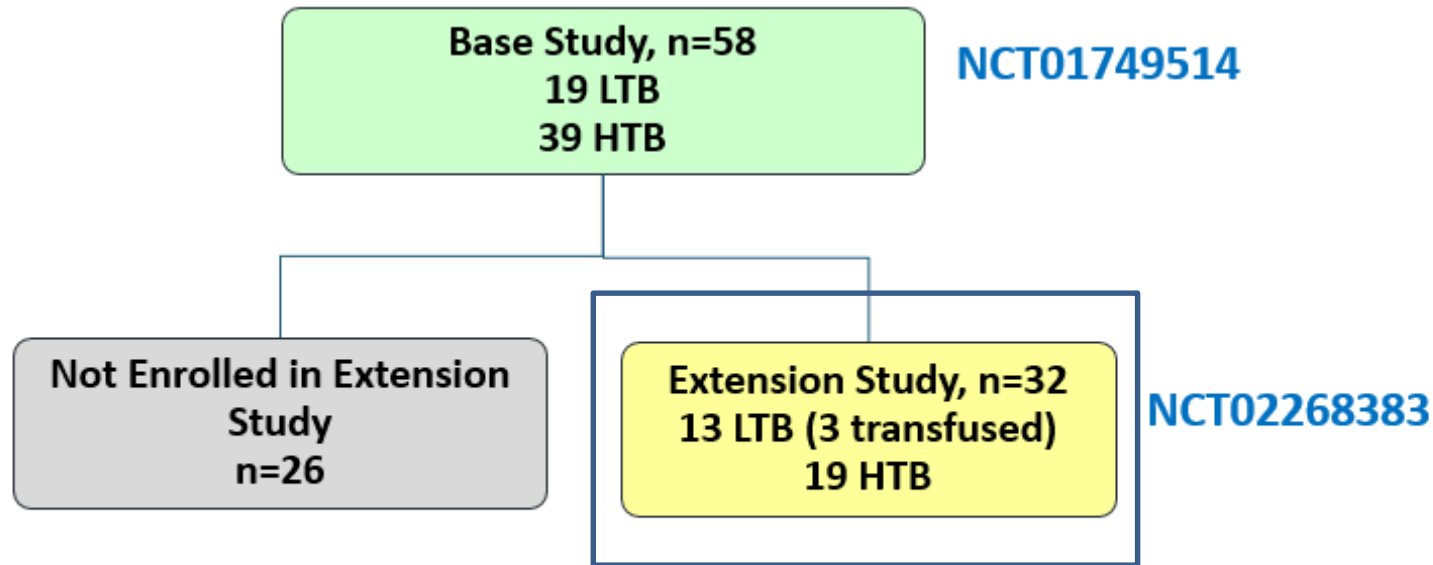 Base Study, n=58
19 LTB
39 HTB
NCT01749514
Not Enrolled in Extension
Study
n=26
Extension Study, n=32
13 LTB (3 transfused)
19 HTB
NCT02268383